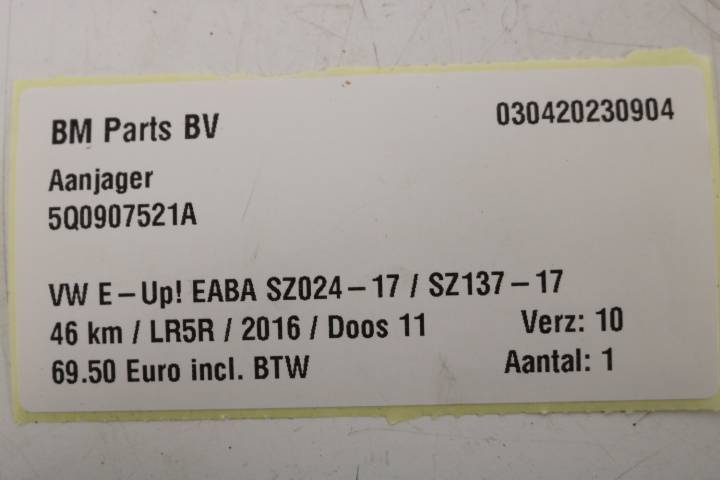 BM Parts BV 030420230904
Aanjager
5Q0907521A
VW E-Up! EABA SZ024-17 / SZ137-17
46 km / LR5R / 2016 / Doos 11 Verz: 10
69.50 Euro incl. BTW Aantal: 1